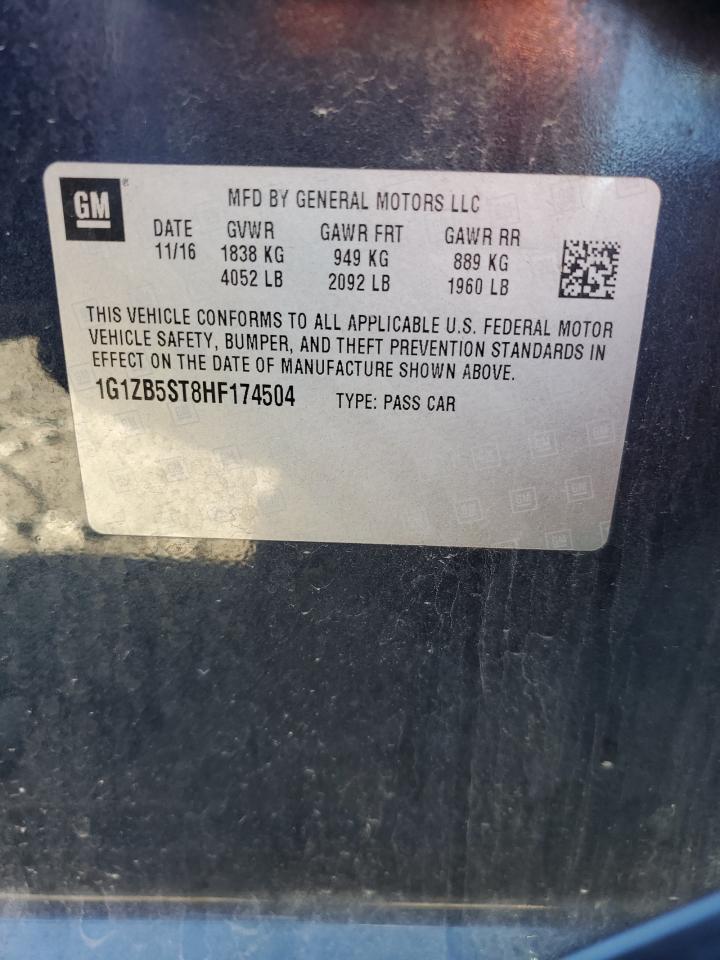 GM®
MFD BY GENERAL MOTORS LLC
DATE GVWR GAWR FRT GAWR RR
11/16 1838 KG 949 KG 889 KG
4052 LB 2092 LB 1960 LB
THIS VEHICLE CONFORMS TO ALL APPLICABLE U.S. FEDERAL MOTOR
VEHICLE SAFETY, BUMPER, AND THEFT PREVENTION STANDARDS IN
EFFECT ON THE DATE OF MANUFACTURE SHOWN ABOVE.
1G1ZB5ST8HF174504 TYPE: PASS CAR